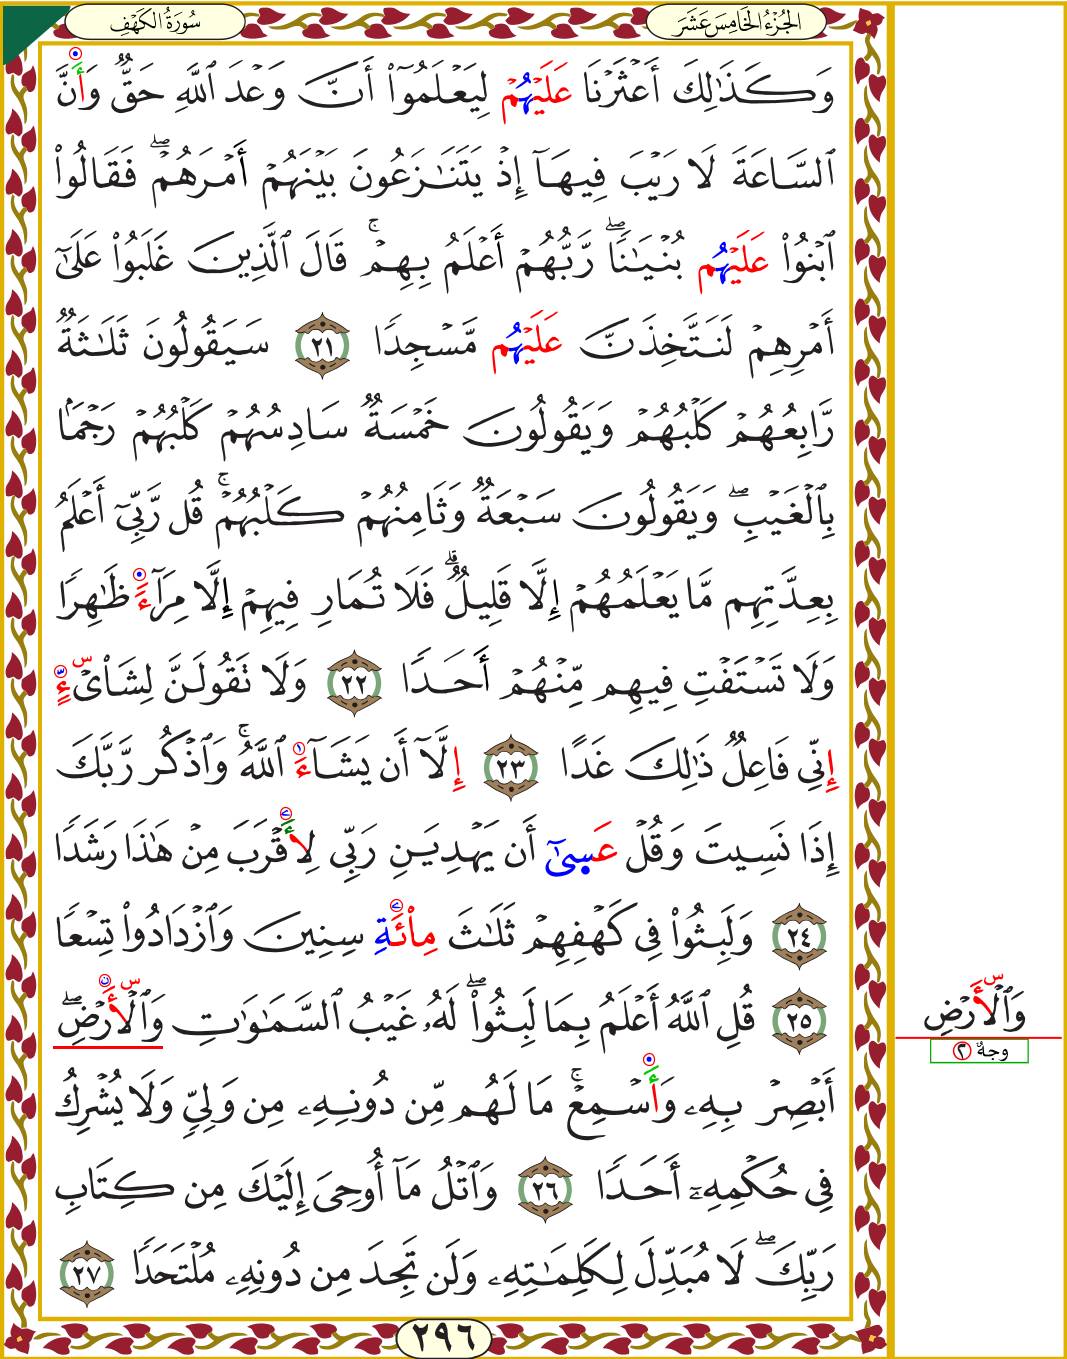 سُورَةُ الكَهْفِ
الجُزْءُ الخَامِسَ عَشَرَ
وَكَذَٰلِكَ أَعْثَرْنَا عَلَيْهُمْ لِيَعْلَمُوٓا۟ أَنَّ وَعْدَ ٱللَّهِ حَقٌّ وَأَنَّ
ٱلسَّاعَةَ لَا رَيْبَ فِيهَآ إِذْ يَتَنَـٰزَعُونَ بَيْنَهُمْ أَمْرَهُمْ ۖ فَقَالُوا۟
ٱبْنُوا۟ عَلَيْهُم بُنْيَـٰنًا ۖ رَّبُّهُمْ أَعْلَمُ بِهِمْ ۚ قَالَ ٱلَّذِينَ غَلَبُوا۟ عَلَىٰٓ
أَمْرِهِمْ لَنَتَّخِذَنَّ عَلَيْهُم مَّسْجِدًا ٢١ سَيَقُولُونَ ثَلَـٰثَةٌ
رَّابِعُهُمْ كَلْبُهُمْ وَيَقُولُونَ خَمْسَةٌ سَادِسُهُمْ كَلْبُهُمْ رَجْمًۢا
بِٱلْغَيْبِ ۖ وَيَقُولُونَ سَبْعَةٌ وَثَامِنُهُمْ كَلْبُهُمْ ۚ قُل رَّبِّىٓ أَعْلَمُ
بِعِدَّتِهِم مَّا يَعْلَمُهُمْ إِلَّا قَلِيلٌ ۗ فَلَا تُمَارِ فِيهِمْ إِلَّا مِرَآءً ظَـٰهِرًا
وَلَا تَسْتَفْتِ فِيهِم مِّنْهُمْ أَحَدًا ٢٢ وَلَا تَقُولَنَّ لِشَا۟ىْءٍ
إِنِّى فَاعِلٌ ذَٰلِكَ غَدًا ٢٣ إِلَّآ أَن يَشَآءَ ٱللَّهُ ۚ وَٱذْكُر رَّبَّكَ
إِذَا نَسِيتَ وَقُلْ عَسِىٰٓ أَن يَهْدِيَنِ رَبِّى لِأَقْرَبَ مِنْ هَـٰذَا رَشَدًا
٢٤ وَلَبِثُوا۟ فِى كَهْفِهِمْ ثَلَـٰثَ مِا۟ئَةِ سِنِينَ وَٱزْدَادُوا۟ تِسْعًا
٢٥ قُلِ ٱللَّهُ أَعْلَمُ بِمَا لَبِثُوا۟ ۖ لَهُۥ غَيْبُ ٱلسَّمَـٰوَٰتِ وَٱلْأَرْضِ ۖ
أَبْصِرْ بِهِۦ وَأَسْمِعْ ۚ مَا لَهُم مِّن دُونِهِۦ مِن وَلِىٍّ وَلَا يُشْرِكُ
فِى حُكْمِهِۦٓ أَحَدًا ٢٦ وَٱتْلُ مَآ أُوحِىَ إِلَيْكَ مِن كِتَابِ
رَبِّكَ ۖ لَا مُبَدِّلَ لِكَلِمَـٰتِهِۦ وَلَن تَجِدَ مِن دُونِهِۦ مُلْتَحَدًا ٢٧
٢٩٦
وَٱلْأَرْضِ
وجهٌ ٢